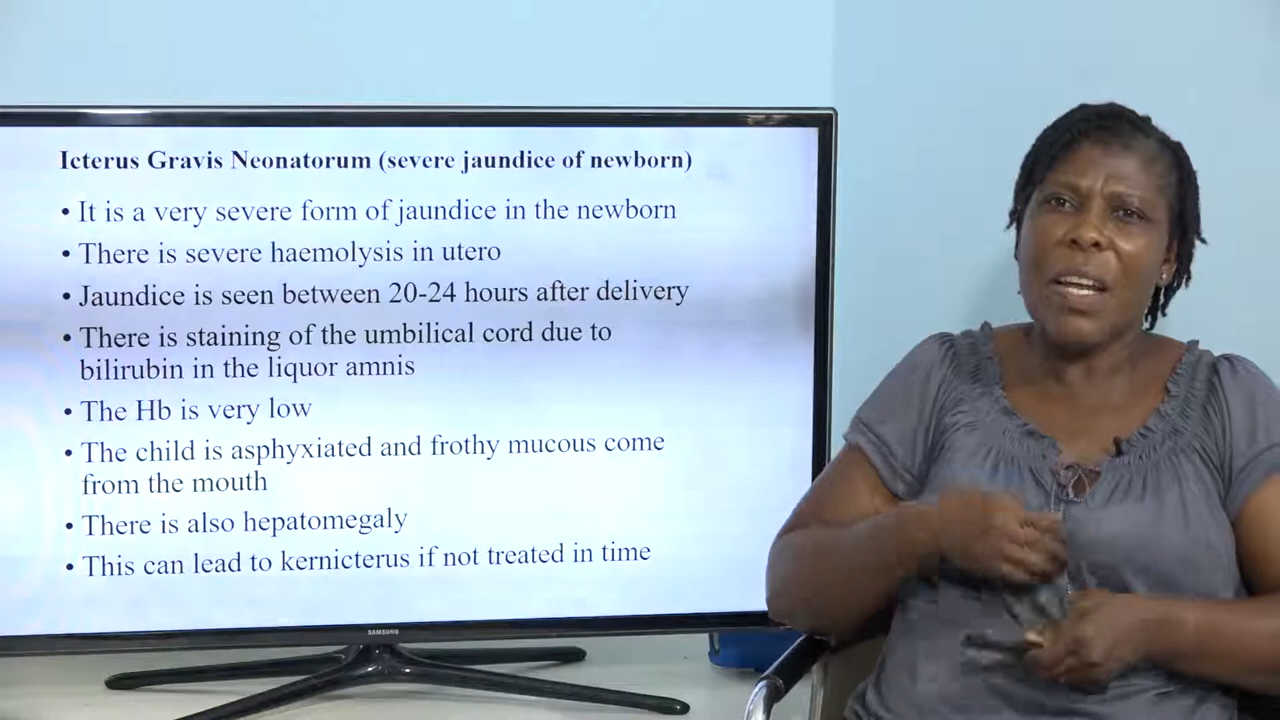 Icterus Gravis Neonatorum (severe jaundice of newborn)
• It is a very severe form of jaundice in the newborn
• There is severe haemolysis in utero
• Jaundice is seen between 20-24 hours after delivery
• There is staining of the umbilical cord due to
bilirubin in the liquor amnis
• The Hb is very low
• The child is asphyxiated and frothy mucous come
from the mouth
• There is also hepatomegaly
• This can lead to kernicterus if not treated in time
SAMSUNG